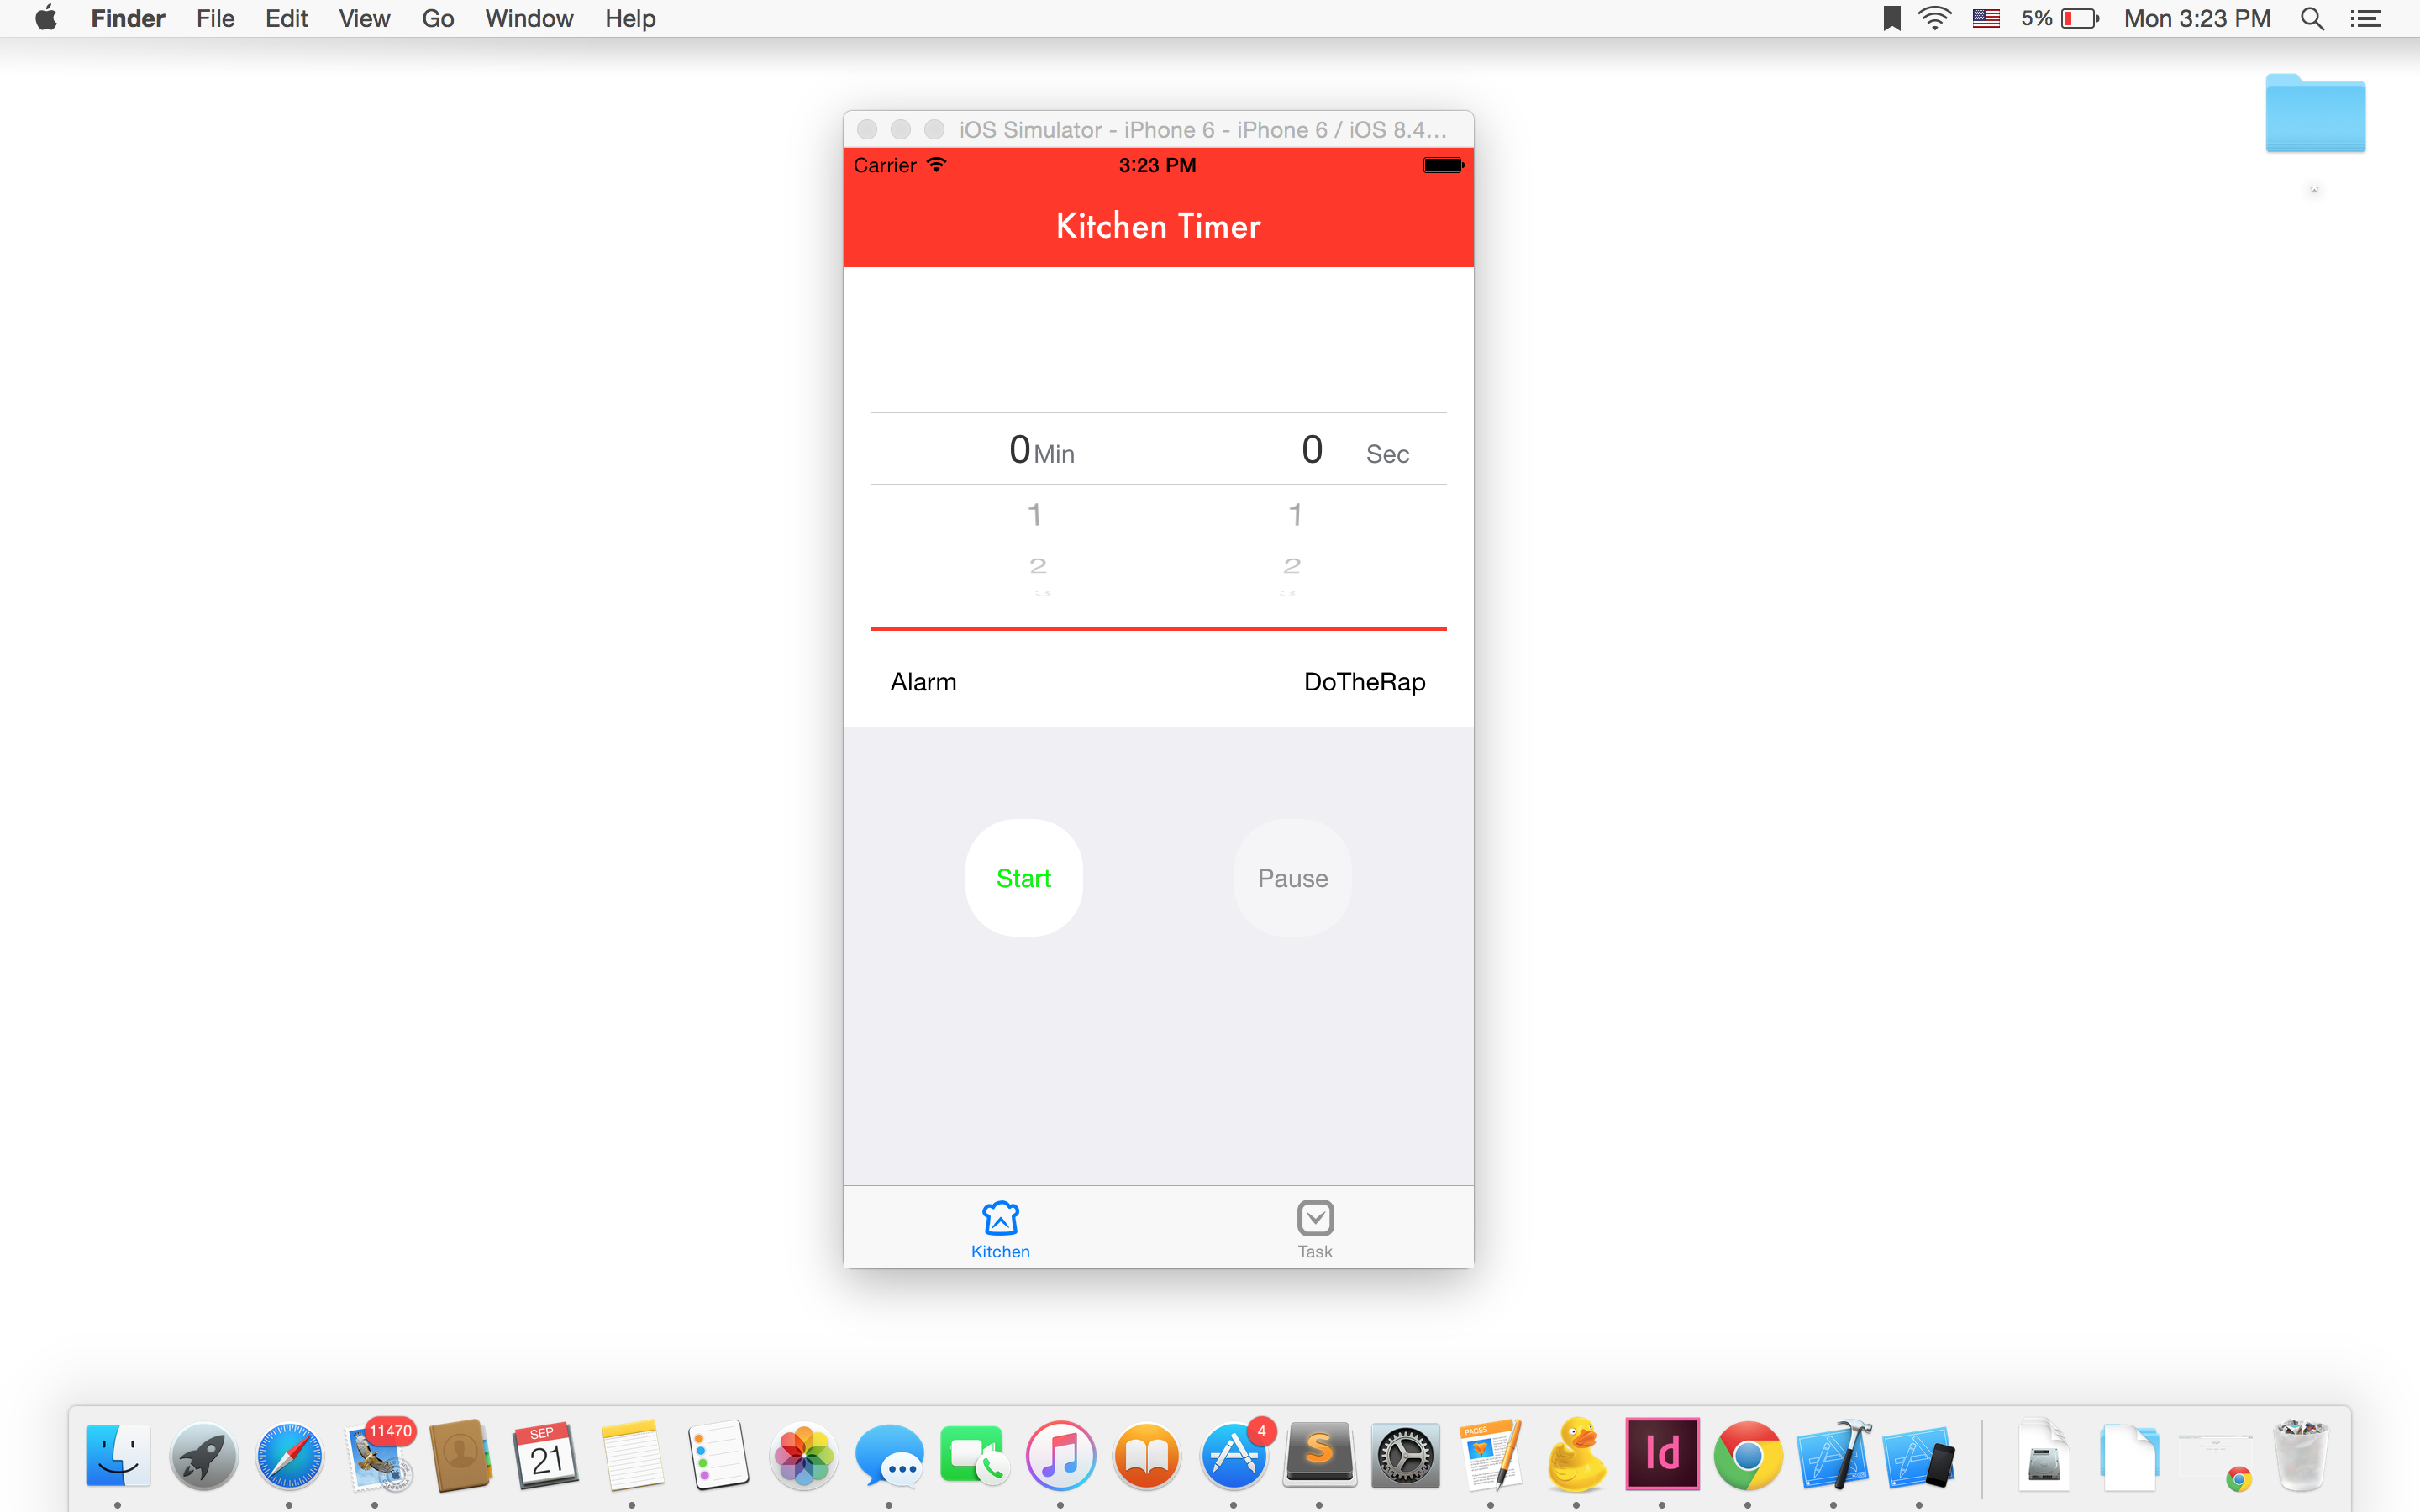 Finder File Edit View Go Window Help 5% Mon 3:23 PM
iOS Simulator - iPhone 6 - iPhone 6 / iOS 8.4...
Carrier 3:23 PM
Kitchen Timer
0 Min 0 Sec
1 1
2 2
Alarm DoTheRap
Start Pause
Kitchen Task
11470 SEP 21 4 S PAGES Id